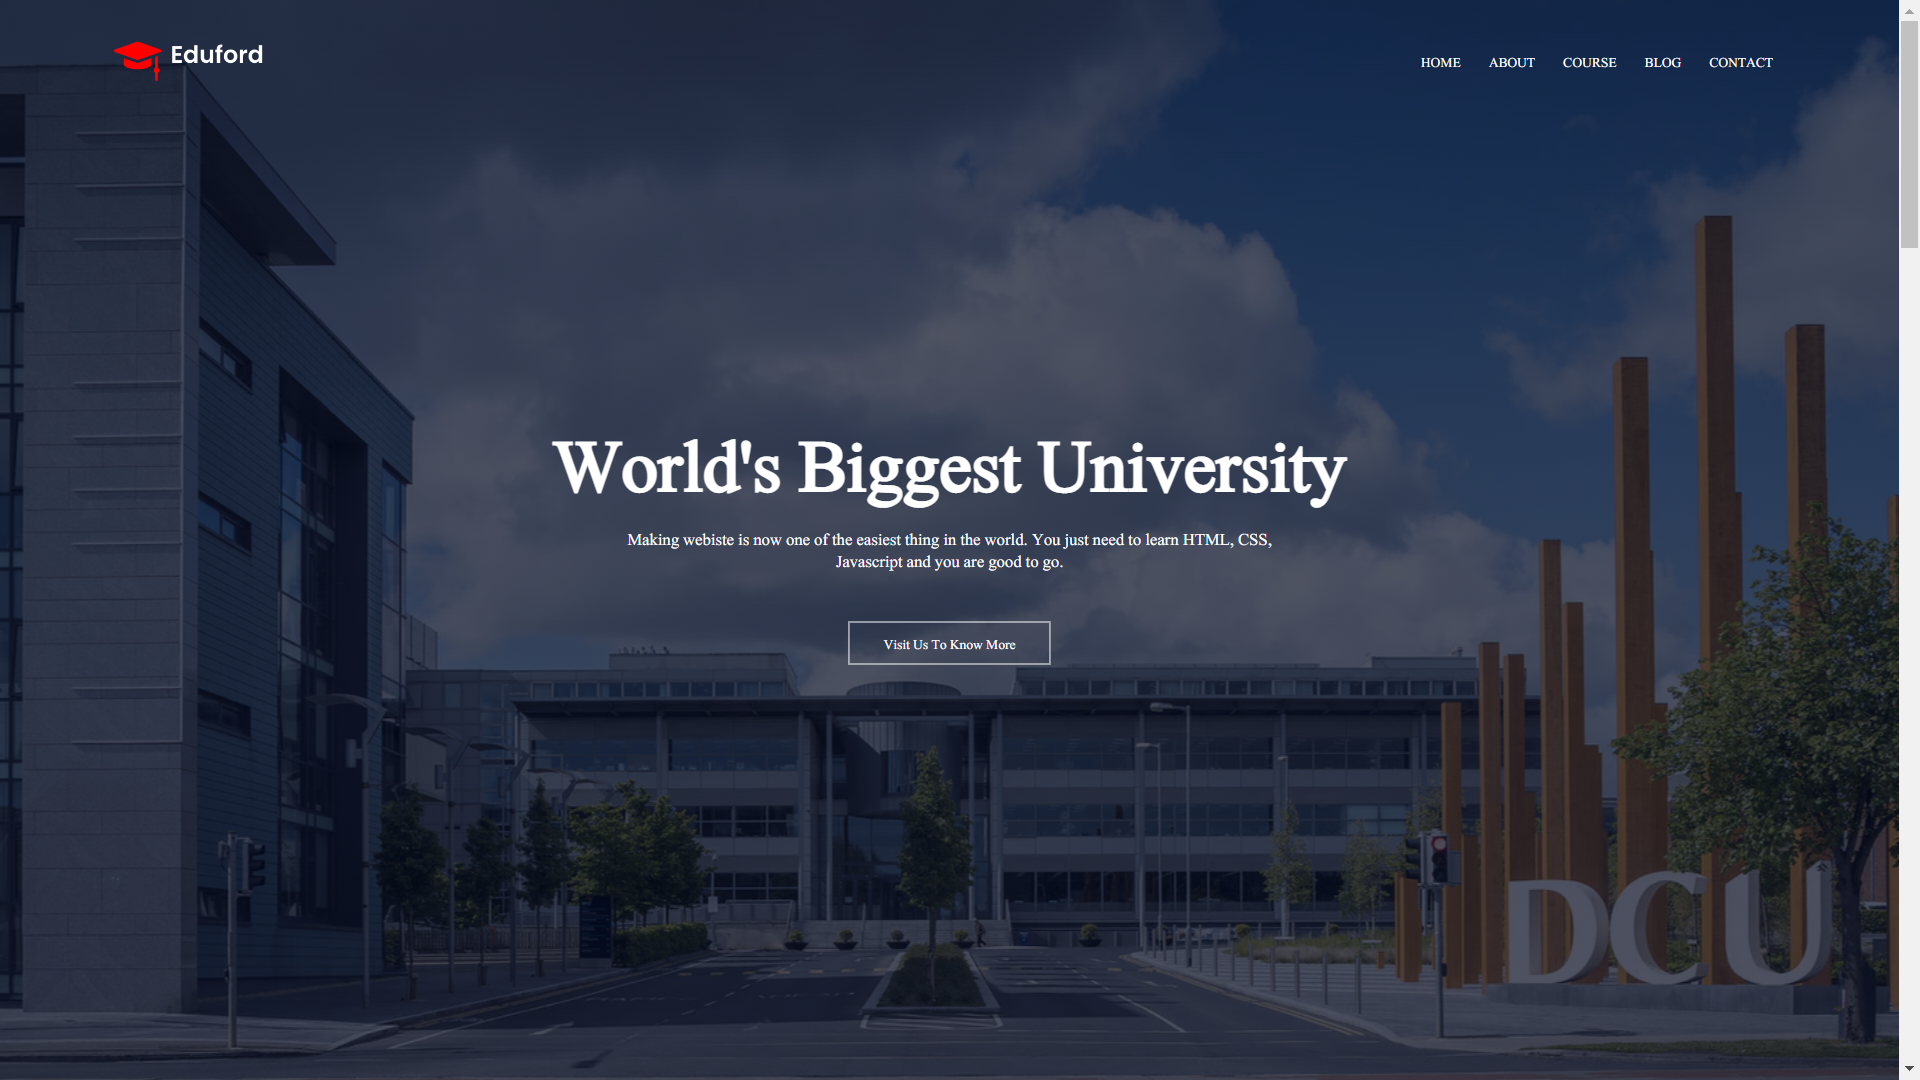 Eduford
HOME ABOUT COURSE BLOG CONTACT
World's Biggest University
Making webiste is now one of the easiest thing in the world. You just need to learn HTML, CSS,
Javascript and you are good to go.
Visit Us To Know More
DCU